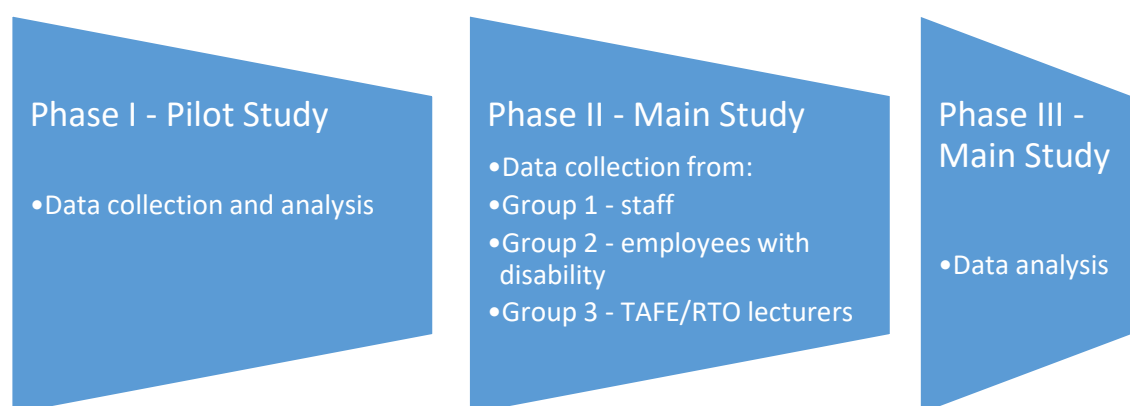 Phase I - Pilot Study
•Data collection and analysis
Phase II - Main Study
•Data collection from:
•Group 1 - staff
•Group 2 - employees with
disability
•Group 3 - TAFE/RTO lecturers
Phase III -
Main Study
•Data analysis